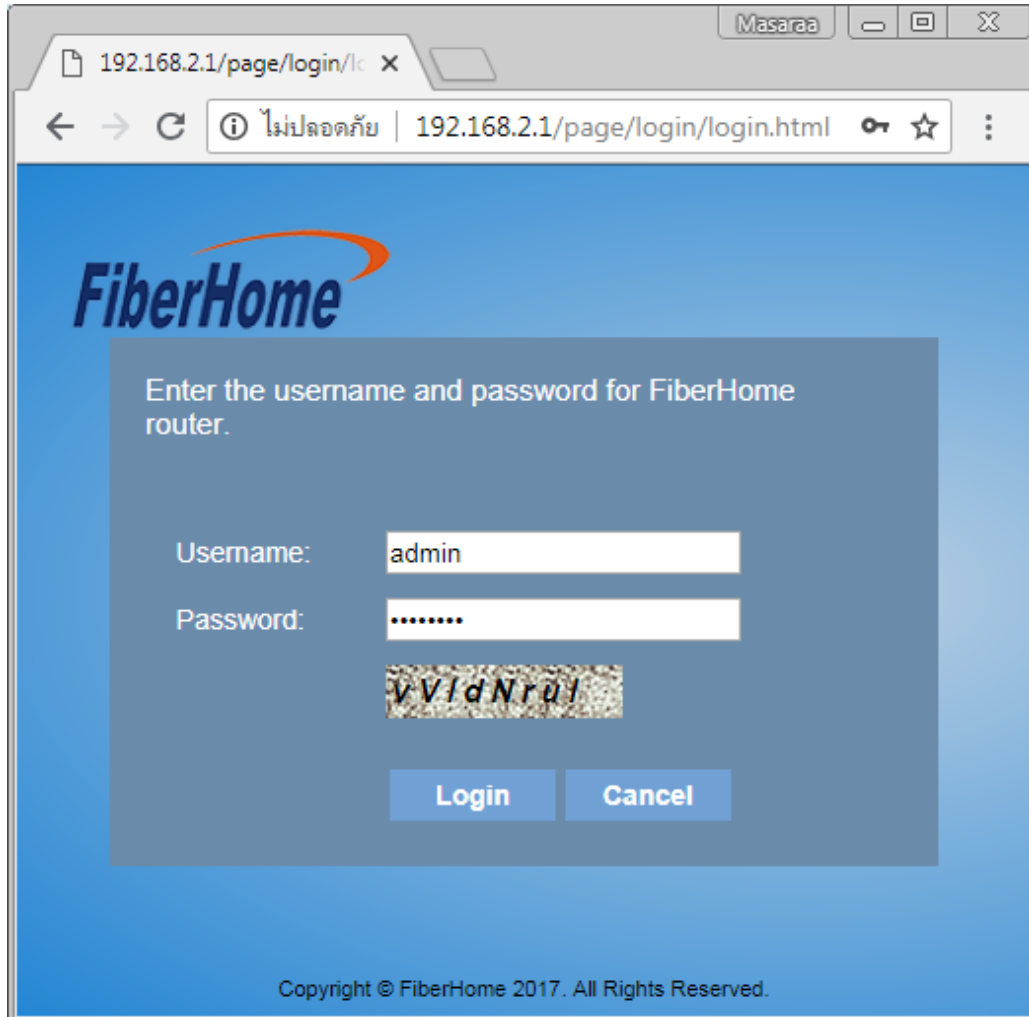 Masaraa
192.168.2.1/page/login/lo
ไม่ปลอดภัย | 192.168.2.1/page/login/login.html
FiberHome
Enter the username and password for FiberHome
router.
Username: admin
Password: ••••••••
vVIdNruI
Login Cancel
Copyright © FiberHome 2017. All Rights Reserved.